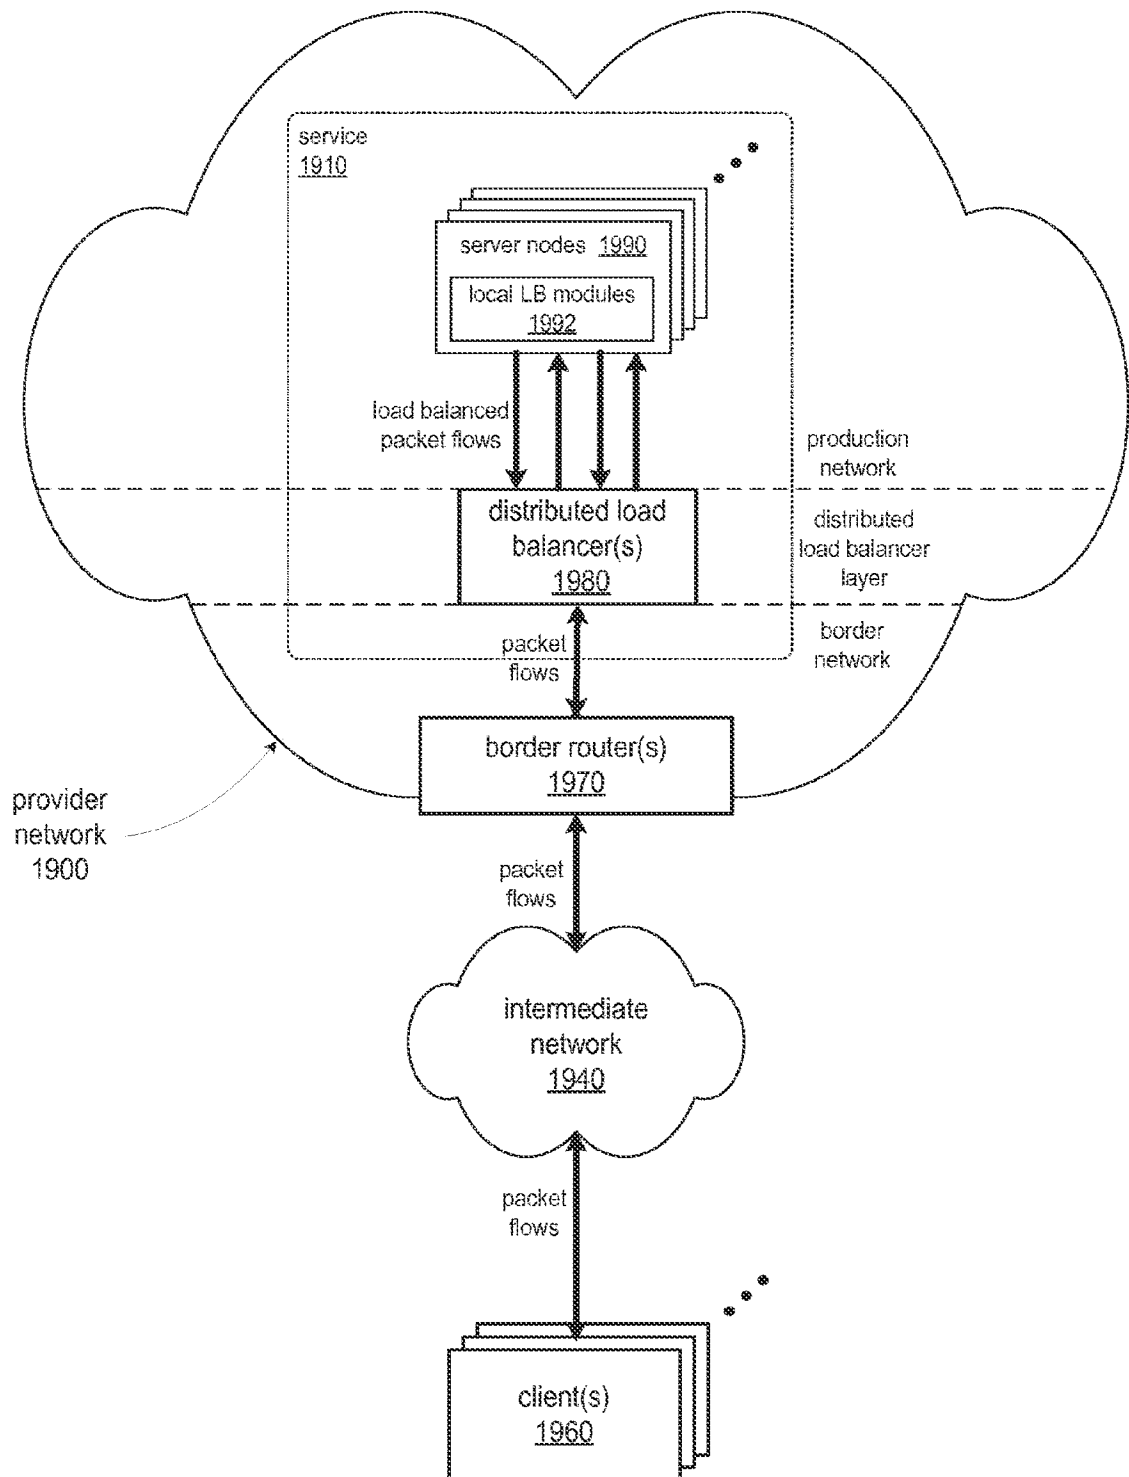 service
1910
server nodes 1990
local LB modules
1992
load balanced
packet flows
production
network
distributed load
balancer(s)
1980
distributed
load balancer
layer
packet
flows
border
network
border router(s)
1970
provider
network
1900
packet
flows
intermediate
network
1940
packet
flows
client(s)
1960